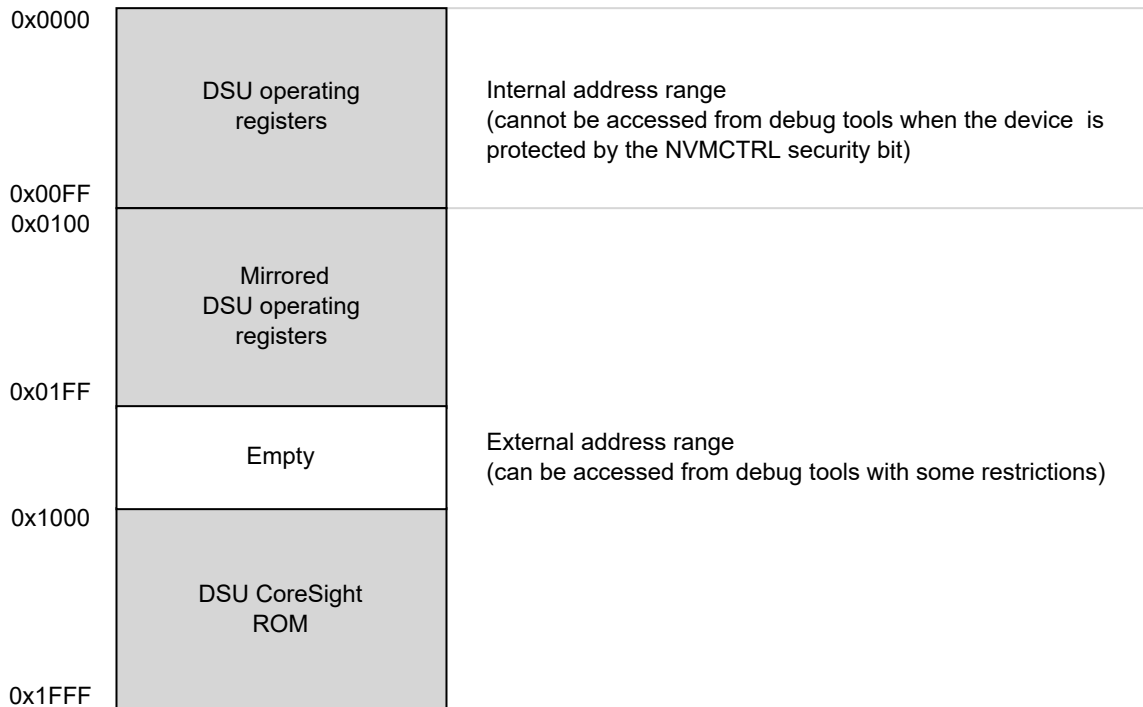 0x0000
DSU operating
registers
Internal address range
(cannot be accessed from debug tools when the device is
protected by the NVMCTRL security bit)
0x00FF
0x0100
Mirrored
DSU operating
registers
0x01FF
Empty
External address range
(can be accessed from debug tools with some restrictions)
0x1000
DSU CoreSight
ROM
0x1FFF